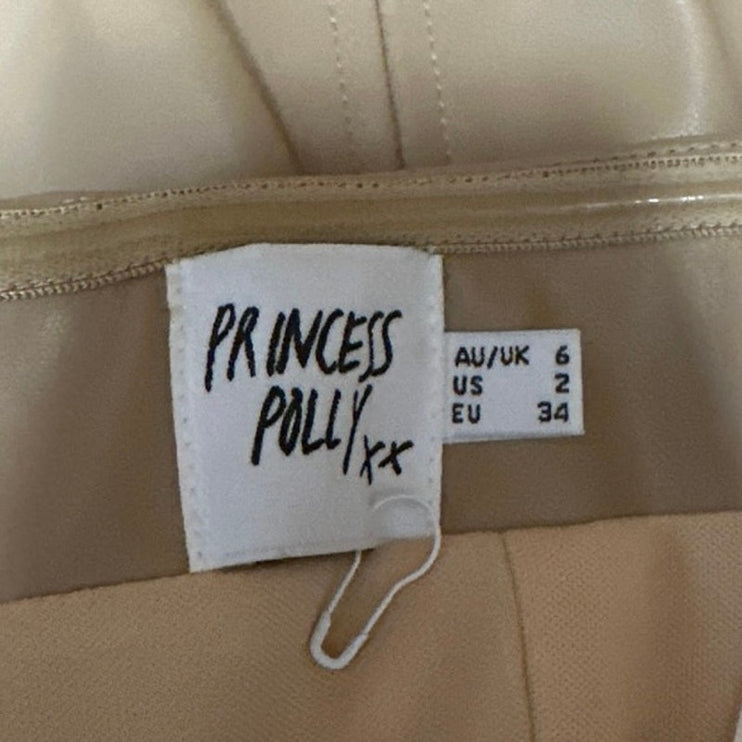 PRINCESS
POLLY xx
AU/UK 6
US 2
EU 34